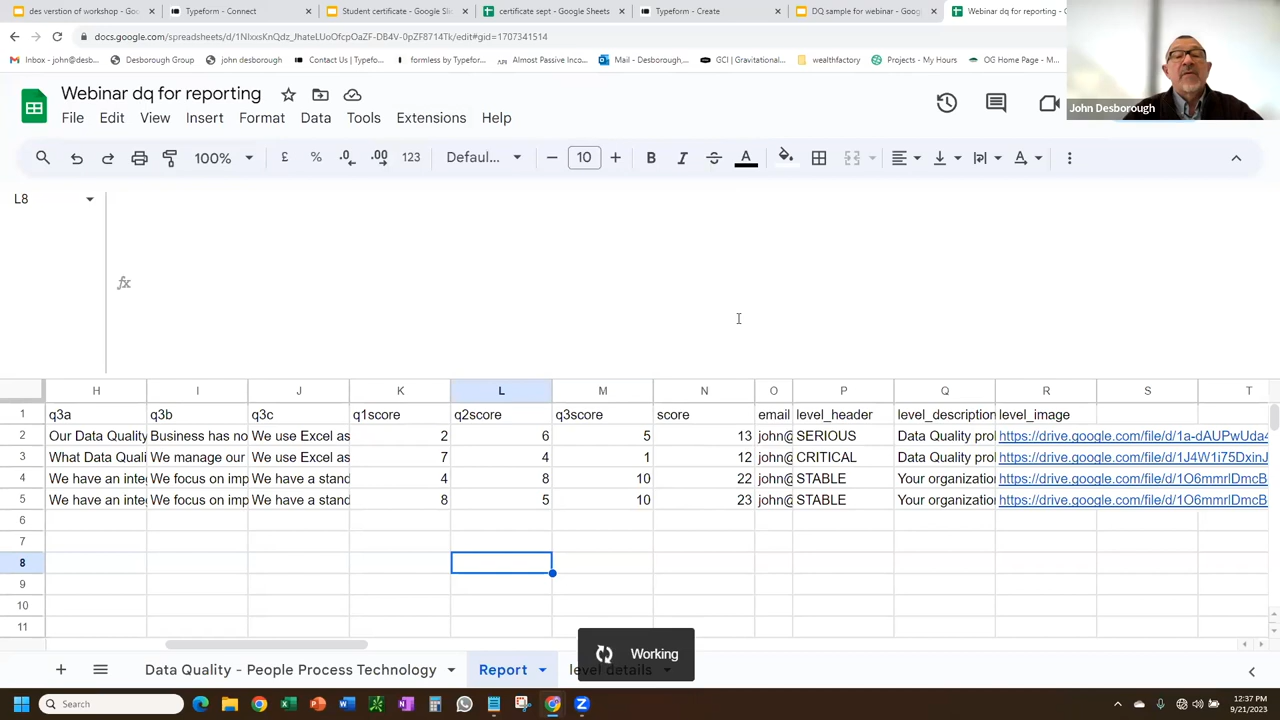 des version of workshop - Goo
Typeform - Connect
Student certificate - Google Sli
certificate sept - Google Sheets
Typeform - Create
DQ sample for webinar - Googl
Webinar dq for reporting - G
docs.google.com/spreadsheets/d/1NIxxsKnQdz_JhateLUoOfcpOaZF-DB4V-0pZF8714Tk/edit#gid=1707341514
Inbox - john@desb...
Desborough Group
john desborough
Contact Us | Typefo...
formless by Typefor...
Almost Passive Inco...
Mail - Desborough,...
GCI | Gravitational...
wealthfactory
Projects - My Hours
OG Home Page - M...
John Desborough
Webinar dq for reporting
File Edit View Insert Format Data Tools Extensions Help
100% £ % .0 .00 123 Defaul... 10 B I S A
L8
fx
H I J K L M N O P Q R S T
1 q3a q3b q3c q1score q2score q3score score email level_header level_description level_image
2 Our Data Quality Business has no We use Excel as 2 6 5 13 john@ SERIOUS Data Quality pro https://drive.google.com/file/d/1a-dAUPwUda4
3 What Data Quali We manage our We use Excel as 7 4 1 12 john@ CRITICAL Data Quality pro https://drive.google.com/file/d/1J4W1i75DxinJ
4 We have an inte We focus on imp We have a stand 4 8 10 22 john@ STABLE Your organizatio https://drive.google.com/file/d/1O6mmrlDmcB
5 We have an inte We focus on imp We have a stand 8 5 10 23 john@ STABLE Your organizatio https://drive.google.com/file/d/1O6mmrlDmcB
6
7
8
9
10
11
Working
Data Quality - People Process Technology
Report
level details
Search
12:37 PM
9/21/2023